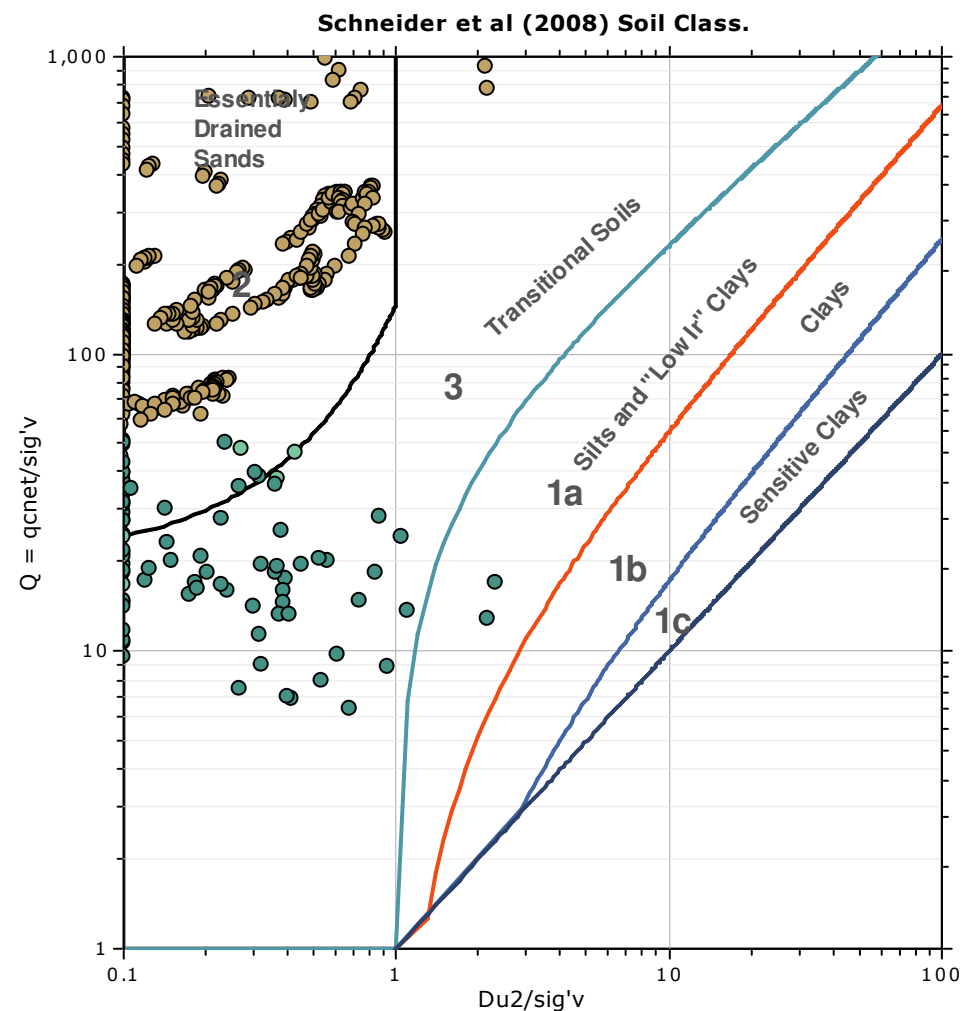 Schneider et al (2008) Soil Class.
1,000
Essentialy
Drained
Sands
Transitional Soils
2
Silts and "Low Ir" Clays
Clays
100
3
Sensitive Clays
1a
Q = qcnet/sig'v
1b
1c
10
1
0.1
1
10
100
Du2/sig'v